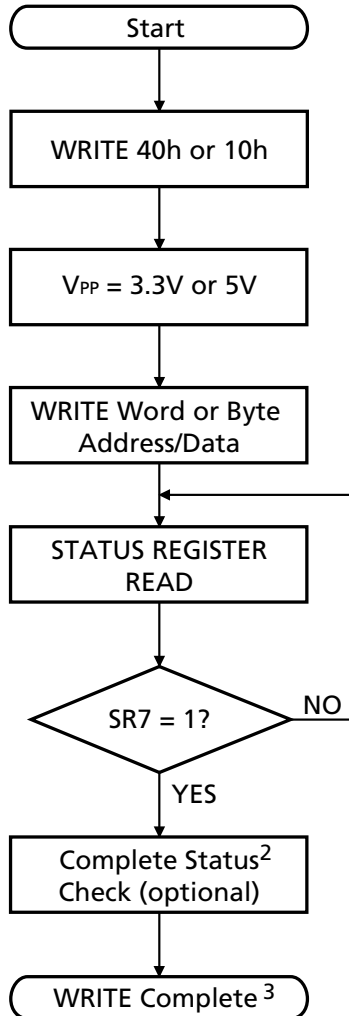 Start
WRITE 40h or 10h
VPP = 3.3V or 5V
WRITE Word or Byte
Address/Data
STATUS REGISTER
READ
SR7 = 1?
NO
YES
Complete Status2
Check (optional)
WRITE Complete 3